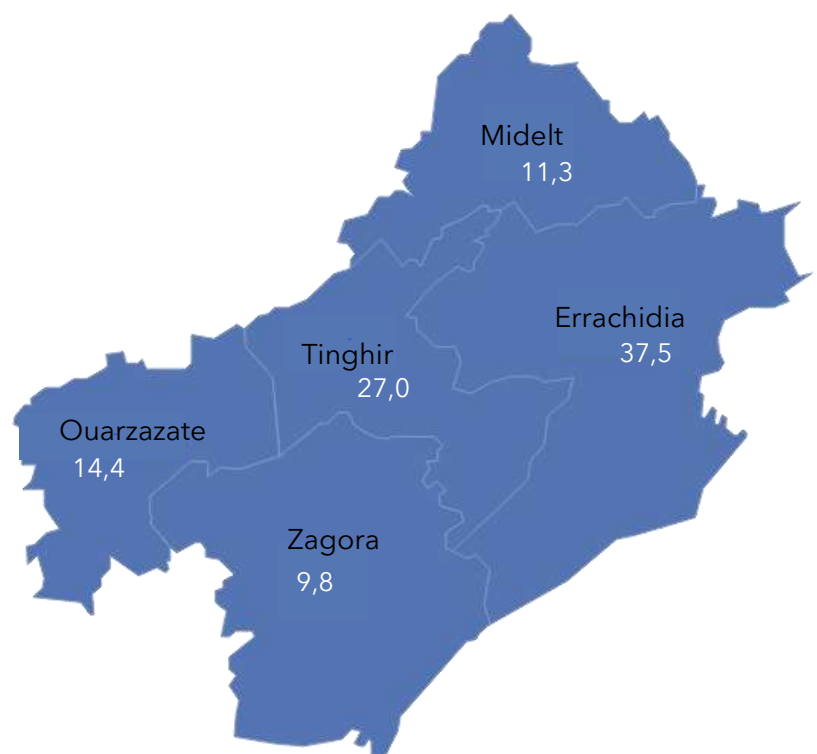 Midelt
11,3
Errachidia
37,5
Tinghir
27,0
Ouarzazate
14,4
Zagora
9,8